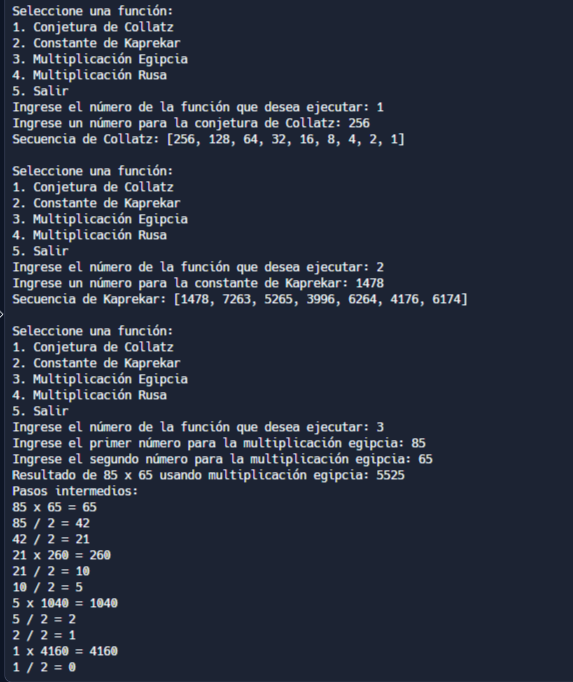 Seleccione una función:
1. Conjetura de Collatz
2. Constante de Kaprekar
3. Multiplicación Egipcia
4. Multiplicación Rusa
5. Salir
Ingrese el número de la función que desea ejecutar: 1
Ingrese un número para la conjetura de Collatz: 256
Secuencia de Collatz: [256, 128, 64, 32, 16, 8, 4, 2, 1]

Seleccione una función:
1. Conjetura de Collatz
2. Constante de Kaprekar
3. Multiplicación Egipcia
4. Multiplicación Rusa
5. Salir
Ingrese el número de la función que desea ejecutar: 2
Ingrese un número para la constante de Kaprekar: 1478
Secuencia de Kaprekar: [1478, 7263, 5265, 3996, 6264, 4176, 6174]

Seleccione una función:
1. Conjetura de Collatz
2. Constante de Kaprekar
3. Multiplicación Egipcia
4. Multiplicación Rusa
5. Salir
Ingrese el número de la función que desea ejecutar: 3
Ingrese el primer número para la multiplicación egipcia: 85
Ingrese el segundo número para la multiplicación egipcia: 65
Resultado de 85 x 65 usando multiplicación egipcia: 5525
Pasos intermedios:
85 x 65 = 65
85 / 2 = 42
42 / 2 = 21
21 x 260 = 260
21 / 2 = 10
10 / 2 = 5
5 x 1040 = 1040
5 / 2 = 2
2 / 2 = 1
1 x 4160 = 4160
1 / 2 = 0